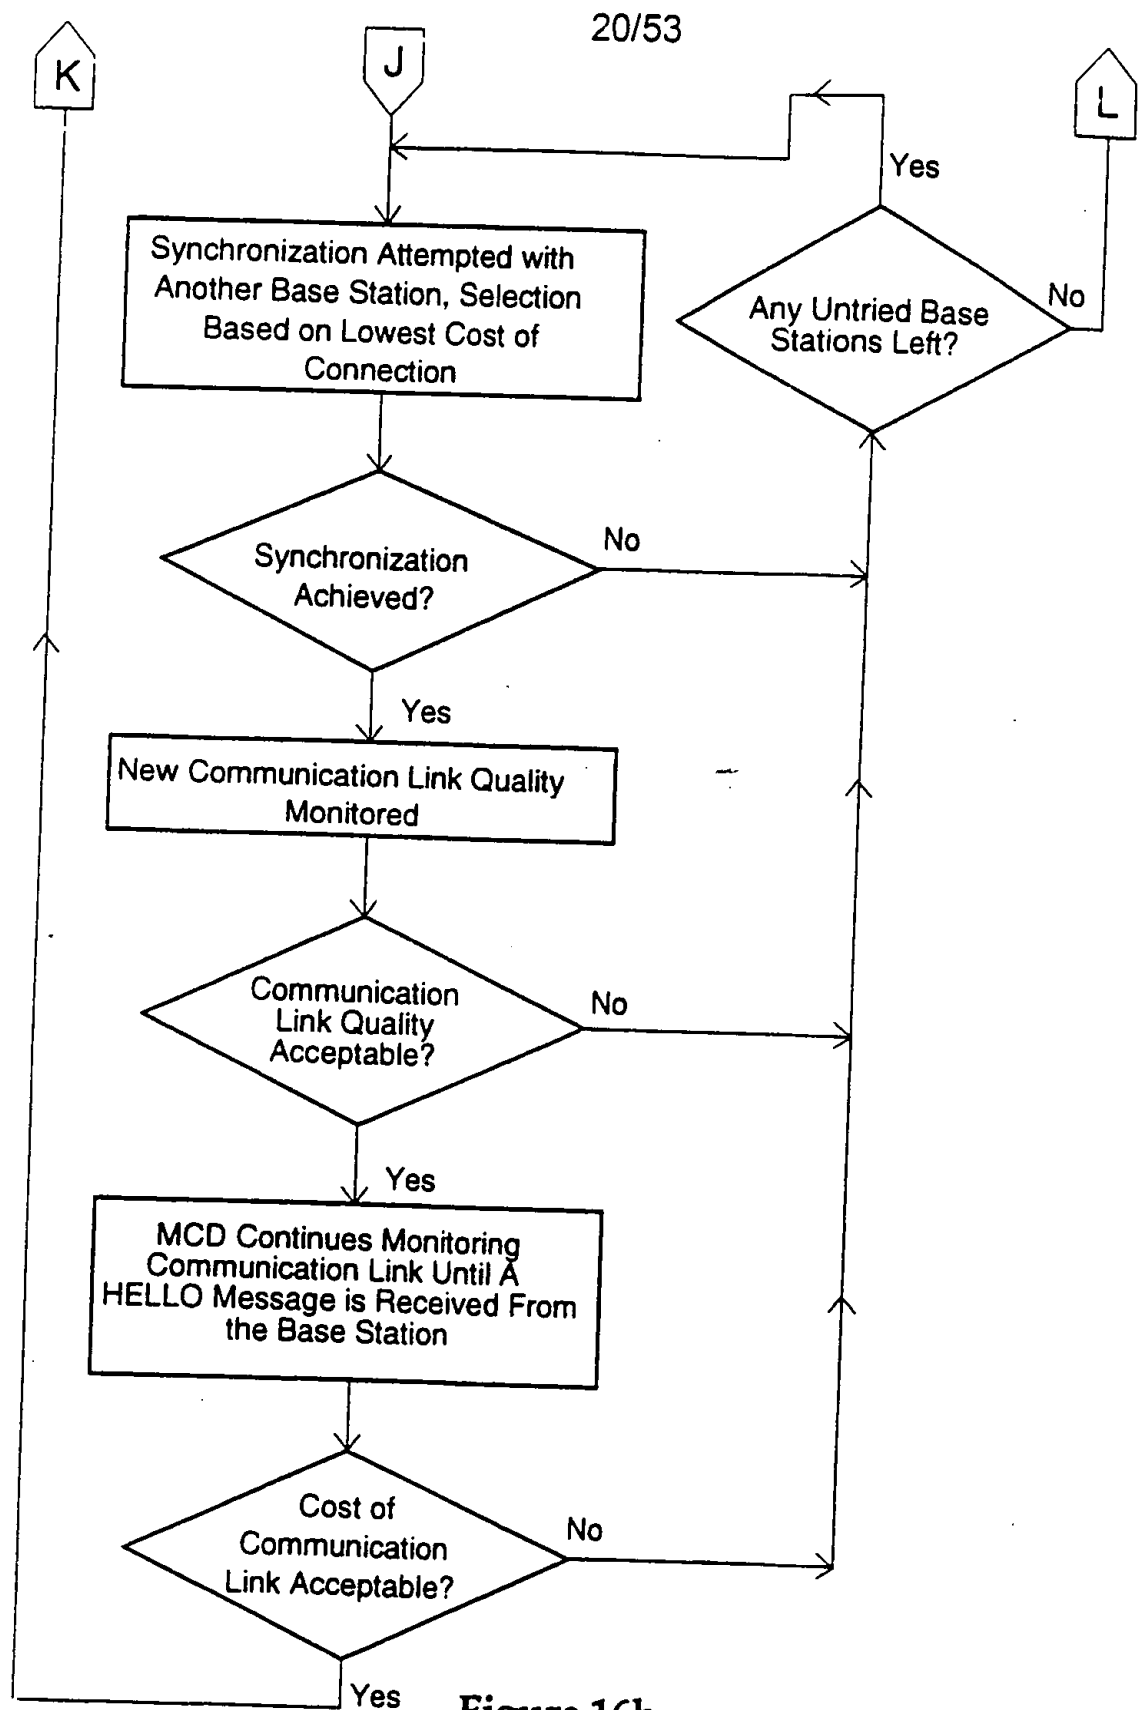 20/53
K
J
L
Yes
Synchronization Attempted with
Another Base Station, Selection
Based on Lowest Cost of
Connection
Any Untried Base
Stations Left?
No
Synchronization
Achieved?
No
Yes
New Communication Link Quality
Monitored
Communication
Link Quality
Acceptable?
No
Yes
MCD Continues Monitoring
Communication Link Until A
HELLO Message is Received From
the Base Station
Cost of
Communication
Link Acceptable?
No
Yes
Figure